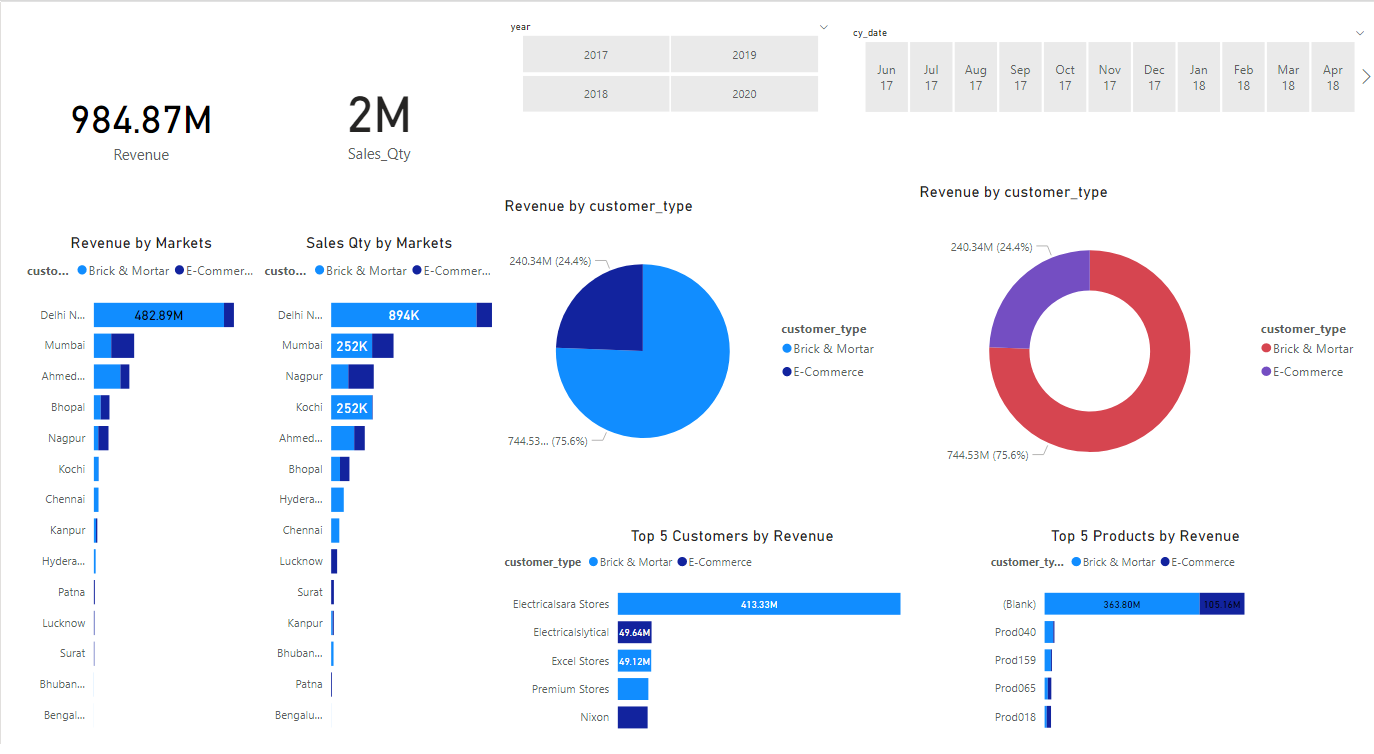 year
2017
2019
2018
2020
cy_date
Jun 17
Jul 17
Aug 17
Sep 17
Oct 17
Nov 17
Dec 17
Jan 18
Feb 18
Mar 18
Apr 18
984.87M
Revenue
2M
Sales_Qty
Revenue by Markets
custo... Brick & Mortar E-Commer...
Delhi N... 482.89M
Mumbai
Ahmed...
Bhopal
Nagpur
Kochi
Chennai
Kanpur
Hydera...
Patna
Lucknow
Surat
Bhuban...
Bengal...
Sales Qty by Markets
custo... Brick & Mortar E-Commer...
Delhi N... 894K
Mumbai 252K
Nagpur
Kochi 252K
Ahmed...
Bhopal
Hydera...
Chennai
Lucknow
Surat
Kanpur
Bhuban...
Patna
Bengalu...
Revenue by customer_type
240.34M (24.4%)
744.53... (75.6%)
customer_type
Brick & Mortar
E-Commerce
Revenue by customer_type
240.34M (24.4%)
744.53M (75.6%)
customer_type
Brick & Mortar
E-Commerce
Top 5 Customers by Revenue
customer_type Brick & Mortar E-Commerce
Electricalsara Stores 413.33M
Electricalslytical 49.64M
Excel Stores 49.12M
Premium Stores
Nixon
Top 5 Products by Revenue
customer_ty... Brick & Mortar E-Commerce
(Blank) 363.80M 105.16M
Prod040
Prod159
Prod065
Prod018